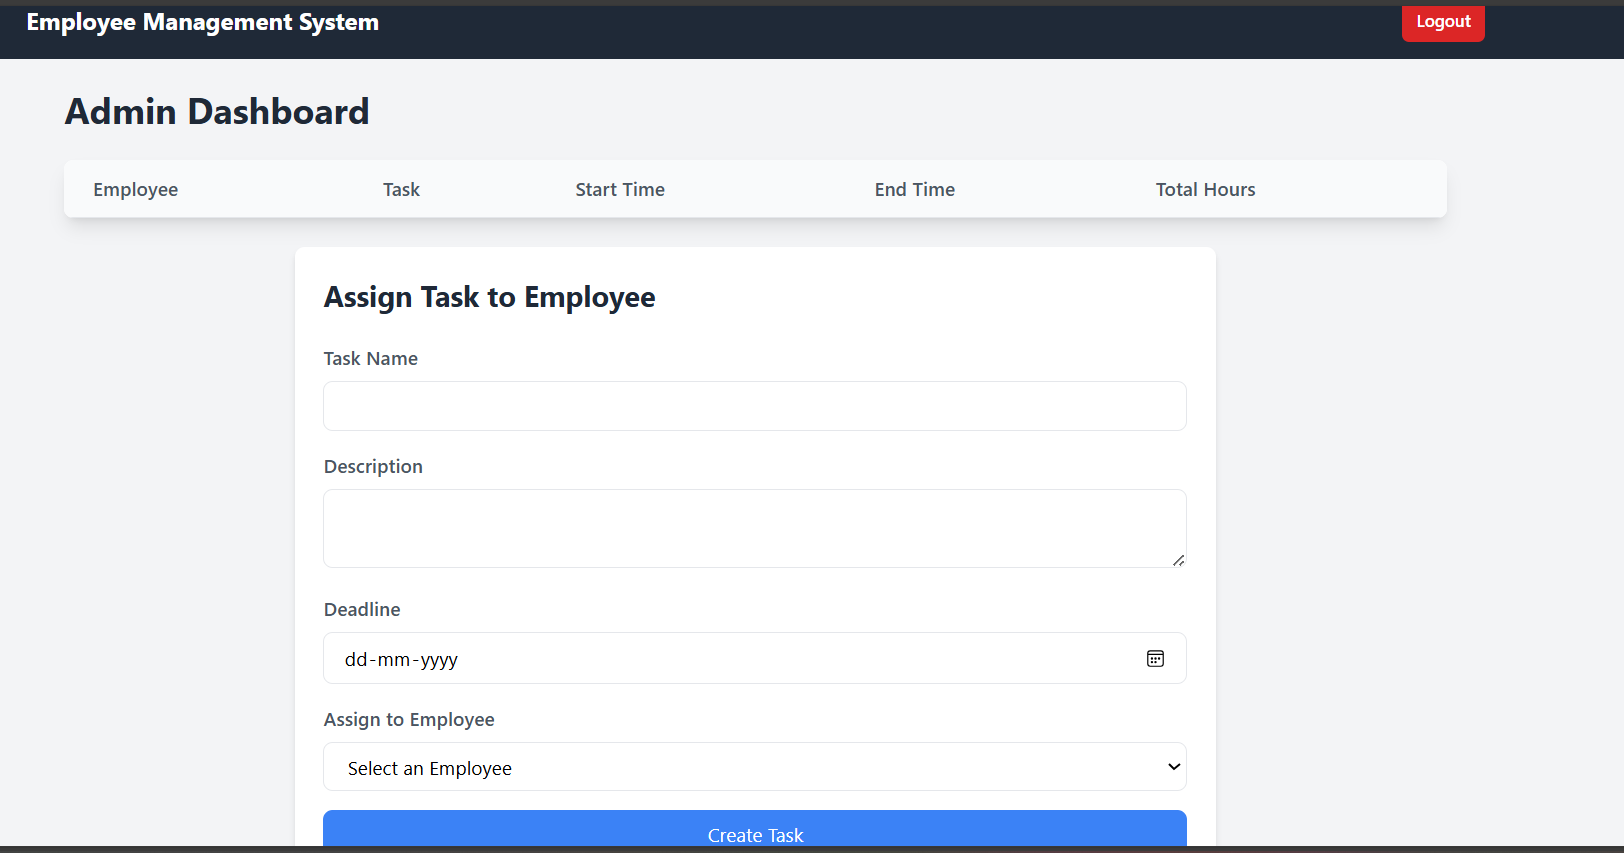 Employee Management System Logout
Admin Dashboard
Employee Task Start Time End Time Total Hours
Assign Task to Employee
Task Name
Description
Deadline
dd-mm-yyyy
Assign to Employee
Select an Employee
Create Task